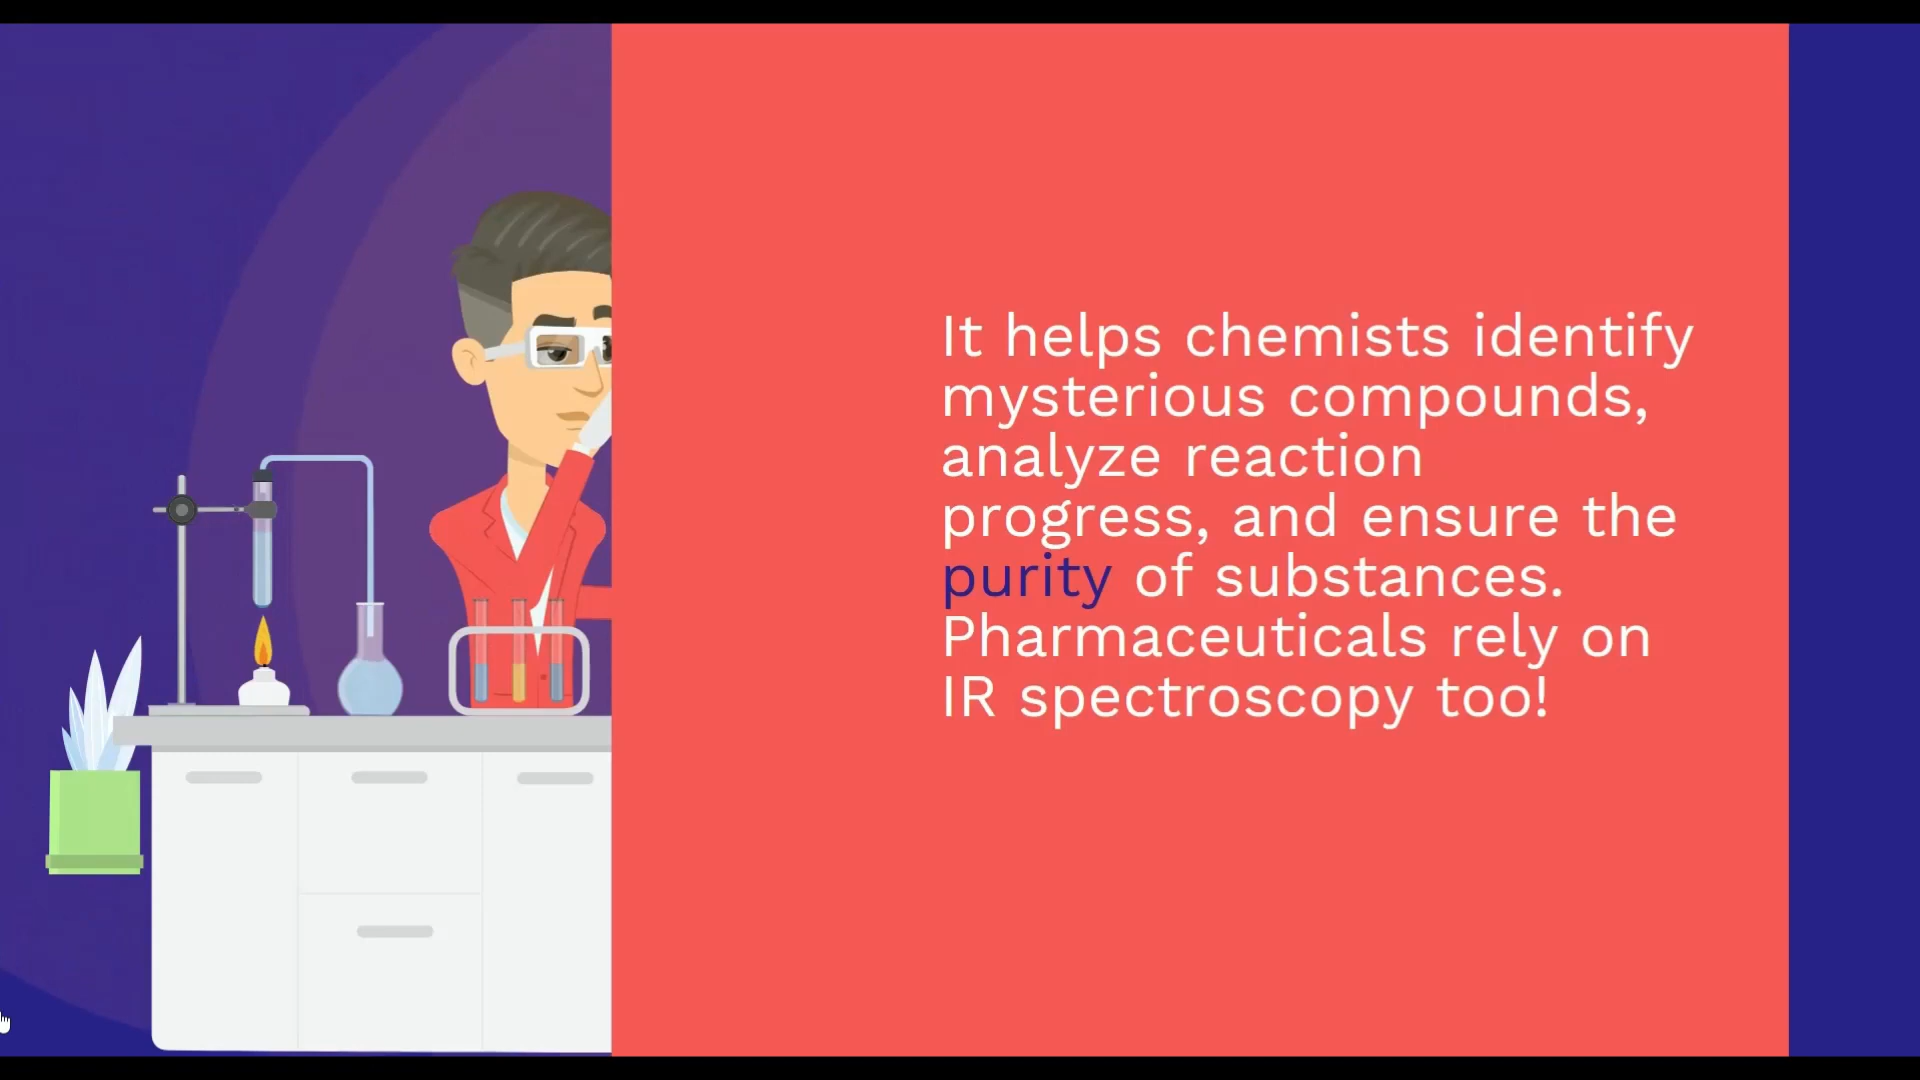 It helps chemists identify
mysterious compounds,
analyze reaction
progress, and ensure the
purity of substances.
Pharmaceuticals rely on
IR spectroscopy too!